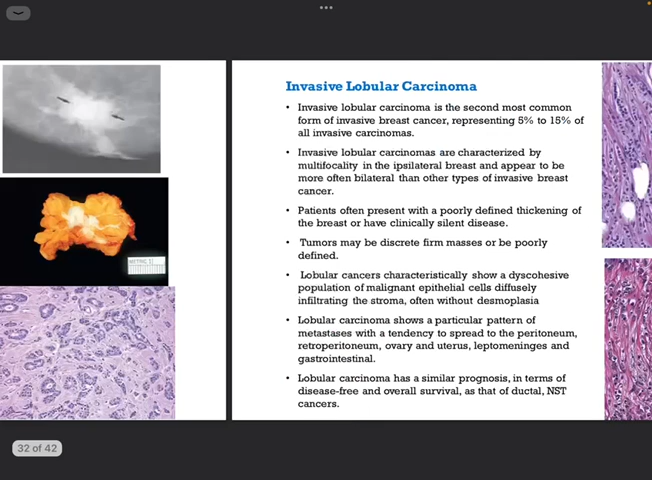 METRIC 1
Invasive Lobular Carcinoma
• Invasive lobular carcinoma is the second most common
form of invasive breast cancer, representing 5% to 15% of
all invasive carcinomas.
• Invasive lobular carcinomas are characterized by
multifocality in the ipsilateral breast and appear to be
more often bilateral than other types of invasive breast
cancer.
• Patients often present with a poorly defined thickening of
the breast or have clinically silent disease.
• Tumors may be discrete firm masses or be poorly
defined.
• Lobular cancers characteristically show a dyscohesive
population of malignant epithelial cells diffusely
infiltrating the stroma, often without desmoplasia
• Lobular carcinoma shows a particular pattern of
metastases with a tendency to spread to the peritoneum,
retroperitoneum, ovary and uterus, leptomeninges and
gastrointestinal.
• Lobular carcinoma has a similar prognosis, in terms of
disease-free and overall survival, as that of ductal, NST
cancers.
32 of 42